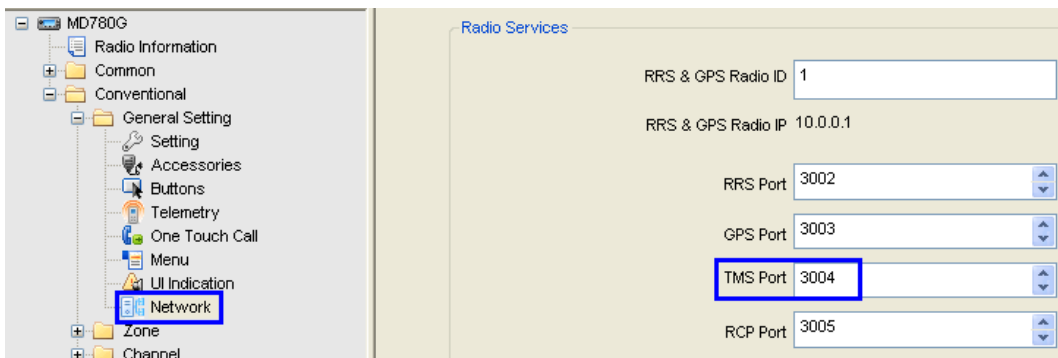 MD780G
Radio Information
Common
Conventional
General Setting
Setting
Accessories
Buttons
Telemetry
One Touch Call
Menu
UI Indication
Network
Zone
Channel
Radio Services
RRS & GPS Radio ID 1
RRS & GPS Radio IP 10.0.0.1
RRS Port 3002
GPS Port 3003
TMS Port 3004
RCP Port 3005